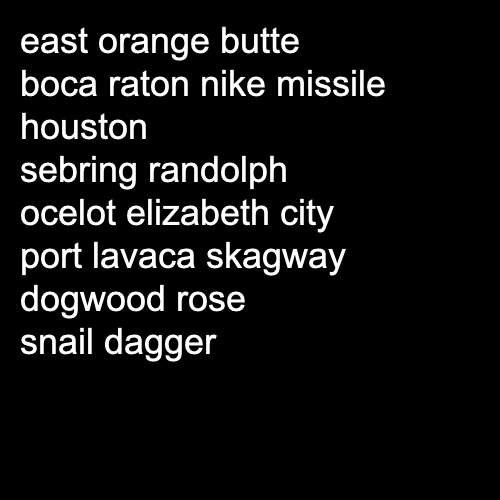 east orange butte
boca raton nike missile
houston
sebring randolph
ocelot elizabeth city
port lavaca skagway
dogwood rose
snail dagger